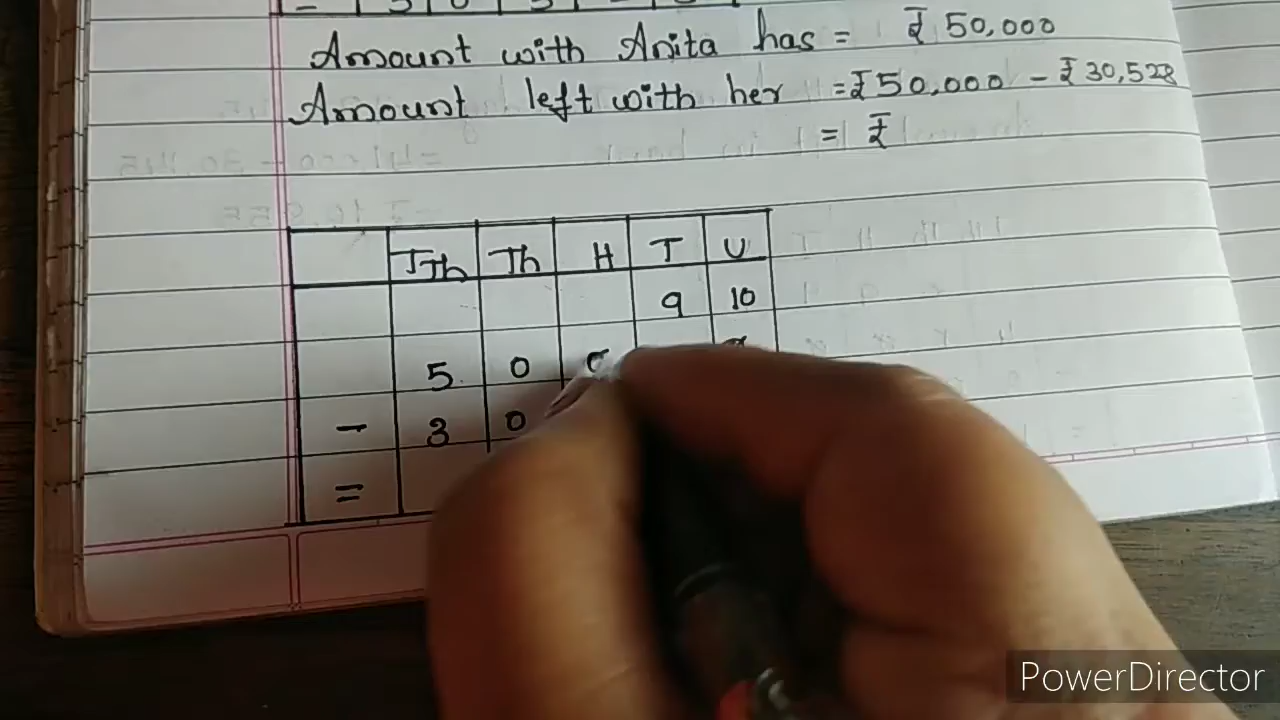 Amount with Anita has = ₹ 50,000
Amount left with her = ₹ 50,000 - ₹ 30,528
= ₹
TTh Th H T U
9 10
5 0
- 3 0
=
PowerDirector